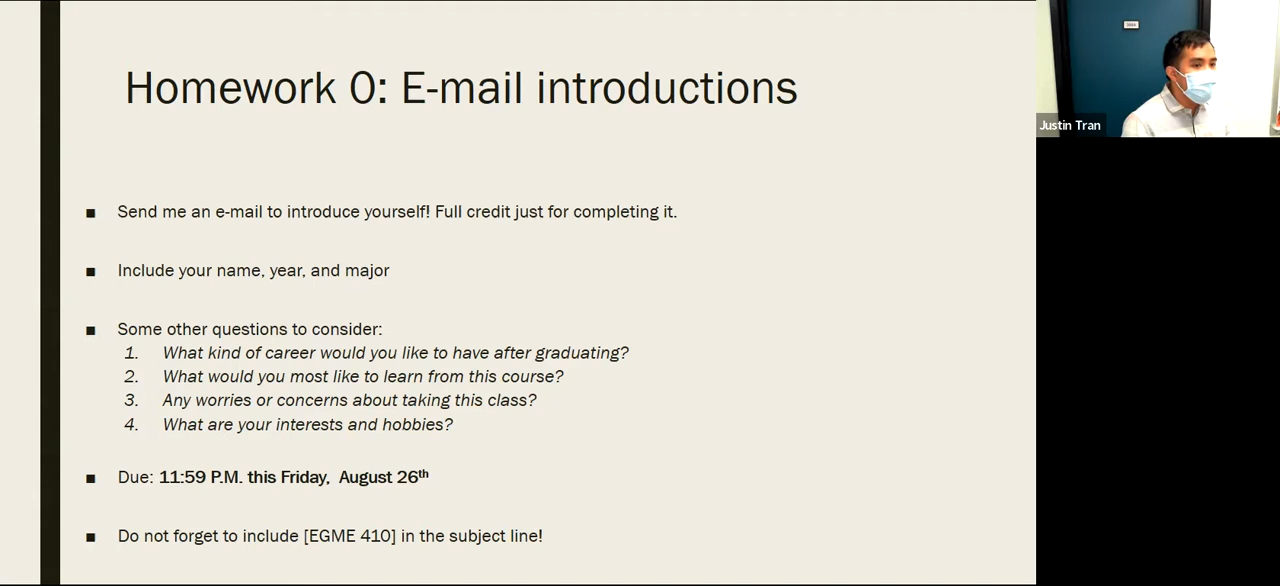 Homework 0: E-mail introductions
■ Send me an e-mail to introduce yourself! Full credit just for completing it.
■ Include your name, year, and major
■ Some other questions to consider:
1. What kind of career would you like to have after graduating?
2. What would you most like to learn from this course?
3. Any worries or concerns about taking this class?
4. What are your interests and hobbies?
■ Due: 11:59 P.M. this Friday, August 26th
■ Do not forget to include [EGME 410] in the subject line!
Justin Tran